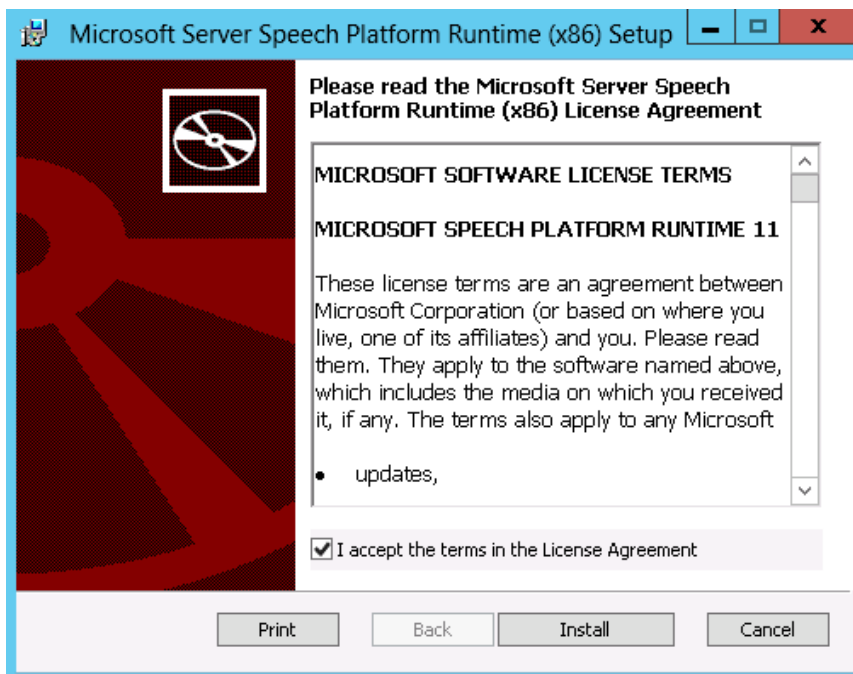 Microsoft Server Speech Platform Runtime (x86) Setup
Please read the Microsoft Server Speech
Platform Runtime (x86) License Agreement
MICROSOFT SOFTWARE LICENSE TERMS
MICROSOFT SPEECH PLATFORM RUNTIME 11
These license terms are an agreement between
Microsoft Corporation (or based on where you
live, one of its affiliates) and you. Please read
them. They apply to the software named above,
which includes the media on which you received
it, if any. The terms also apply to any Microsoft
• updates,
I accept the terms in the License Agreement
Print Back Install Cancel